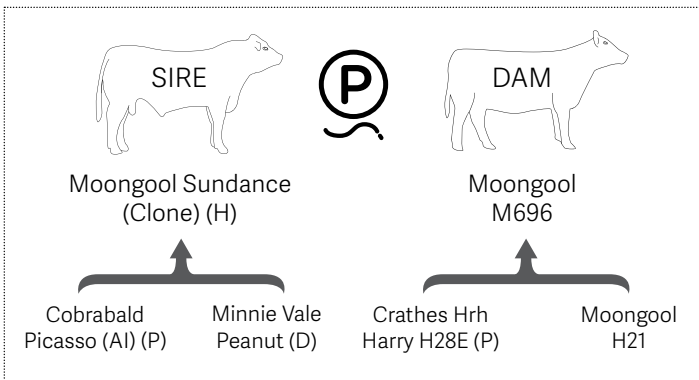 SIRE
P
DAM
Moongool Sundance
(Clone) (H)
Moongool
M696
Cobrabald
Picasso (AI) (P)
Minnie Vale
Peanut (D)
Crathes Hrh
Harry H28E (P)
Moongool
H21